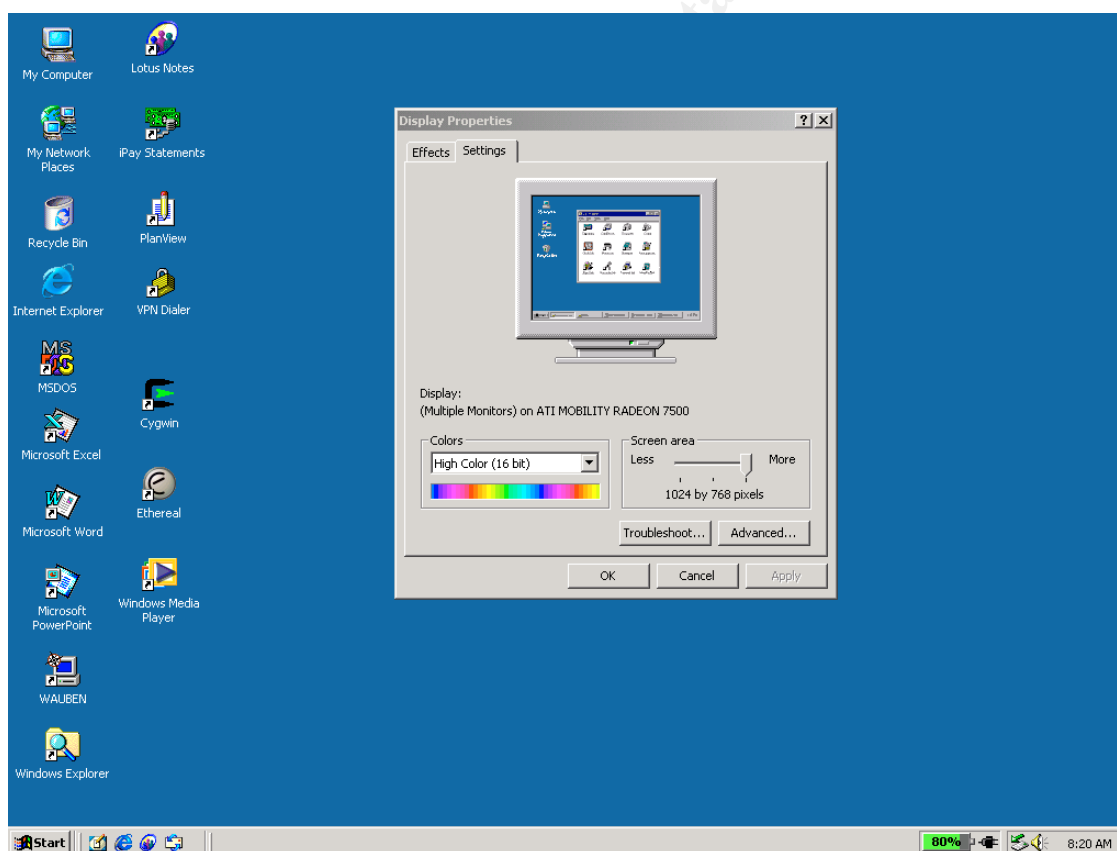 My Computer
Lotus Notes
My Network
Places
iPay Statements
Recycle Bin
PlanView
Internet Explorer
VPN Dialer
MS
DOS
MSDOS
Cygwin
Microsoft Excel
Ethereal
Microsoft Word
Microsoft
PowerPoint
Windows Media
Player
WAUBEN
Windows Explorer
Display Properties
Effects
Settings
Display:
(Multiple Monitors) on ATI MOBILITY RADEON 7500
Colors
High Color (16 bit)
Screen area
Less
More
1024 by 768 pixels
Troubleshoot...
Advanced...
OK
Cancel
Apply
Start
80%
8:20 AM